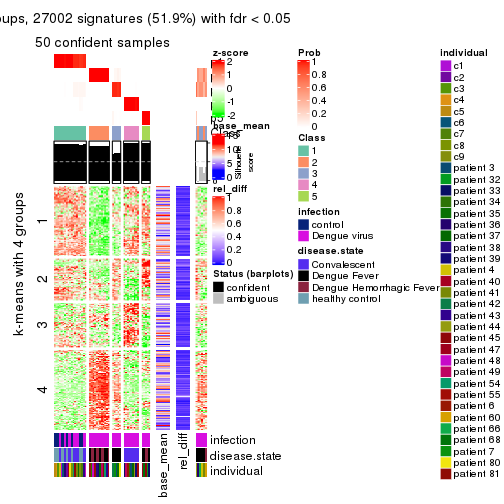 oups, 27002 signatures (51.9%) with fdr < 0.05
50 confident samples
k-means with 4 groups
1
2
3
4
Class
Silhouette
score
infection
disease.state
individual
base_mean
rel_diff
z-score
2
1
0
-1
-2
base_mean
15
10
5
0
rel_diff
1
0.8
0.6
0.4
0.2
0
Status (barplots)
confident
ambiguous
Prob
1
0.8
0.6
0.4
0.2
0
Class
1
2
3
4
5
infection
control
Dengue virus
disease.state
Convalescent
Dengue Fever
Dengue Hemorrhagic Fever
healthy control
individual
c1
c2
c3
c4
c5
c6
c7
c8
c9
patient 3
patient 32
patient 33
patient 34
patient 35
patient 36
patient 37
patient 38
patient 39
patient 4
patient 40
patient 41
patient 42
patient 43
patient 44
patient 45
patient 47
patient 48
patient 49
patient 54
patient 55
patient 6
patient 60
patient 66
patient 68
patient 7
patient 80
patient 81